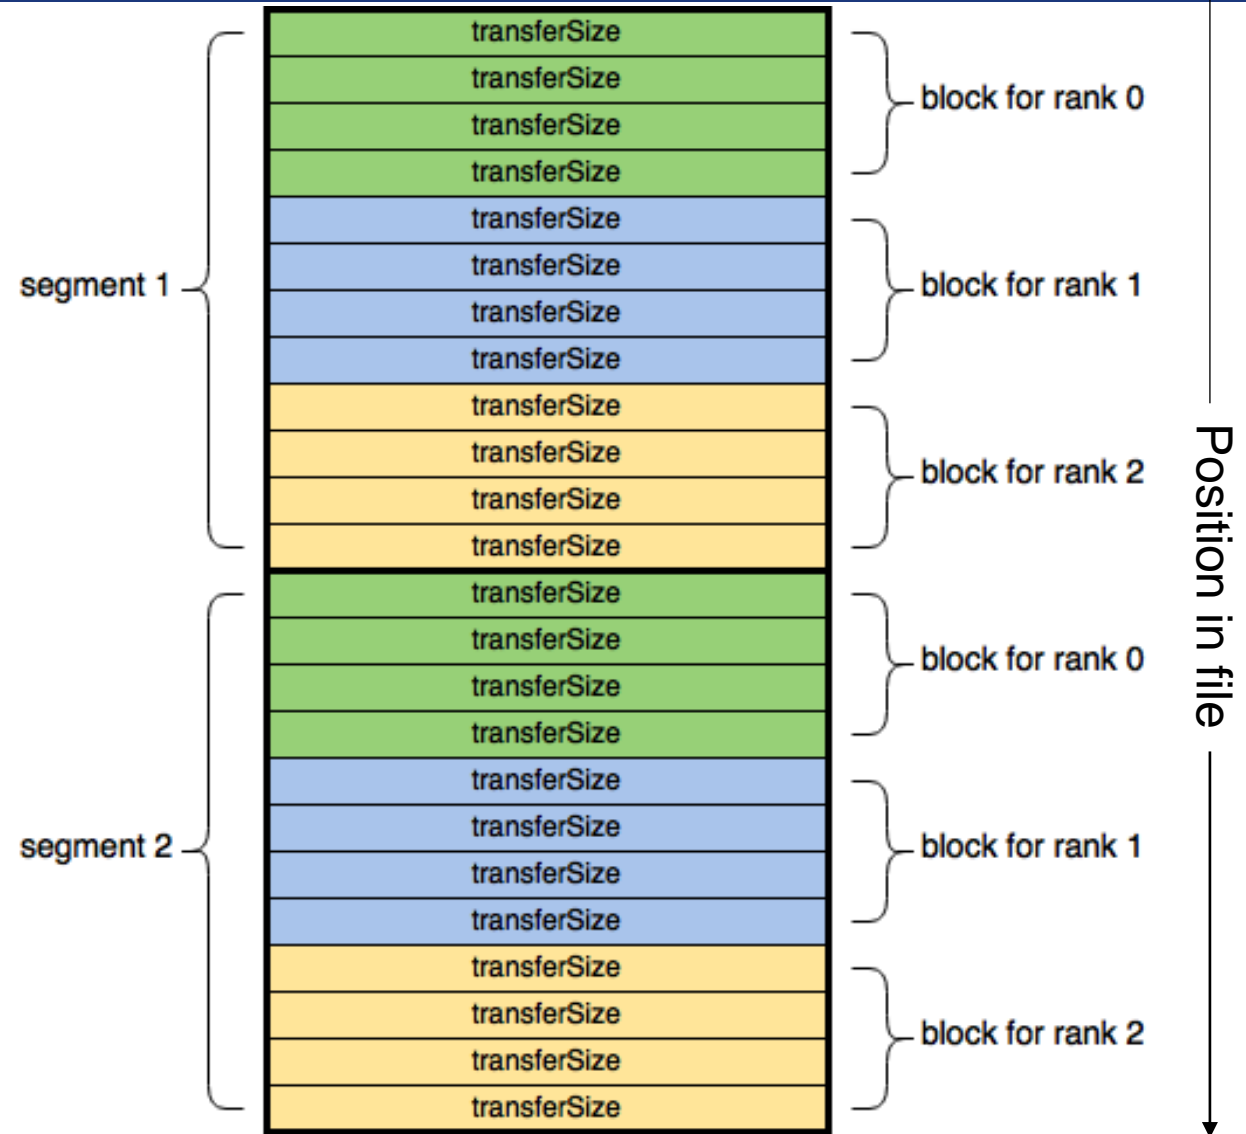 transferSize
transferSize
transferSize
transferSize
block for rank 0
transferSize
transferSize
transferSize
transferSize
segment 1
block for rank 1
transferSize
transferSize
transferSize
transferSize
block for rank 2
transferSize
transferSize
transferSize
transferSize
block for rank 0
transferSize
transferSize
transferSize
transferSize
segment 2
block for rank 1
transferSize
transferSize
transferSize
transferSize
block for rank 2
Position in file